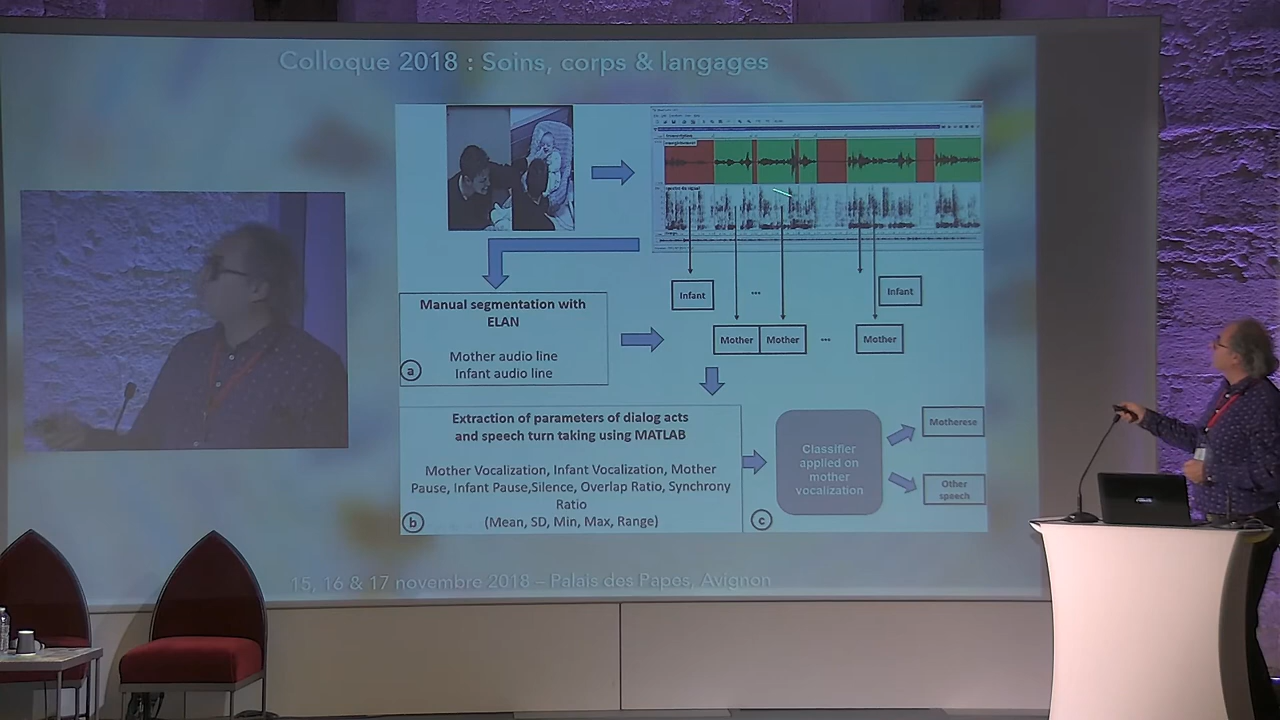 Colloque 2018 : Soins, corps & langages
Infant
...
Infant
Mother
Mother
...
Mother
Manual segmentation with
ELAN
Mother audio line
Infant audio line
a
Extraction of parameters of dialog acts
and speech turn taking using MATLAB
Mother Vocalization, Infant Vocalization, Mother
Pause, Infant Pause,Silence, Overlap Ratio, Synchrony
Ratio
(Mean, SD, Min, Max, Range)
b
Classifier
applied on
mother
vocalization
c
Motherese
Other
speech
15, 16 & 17 novembre 2018 – Palais des Papes, Avignon